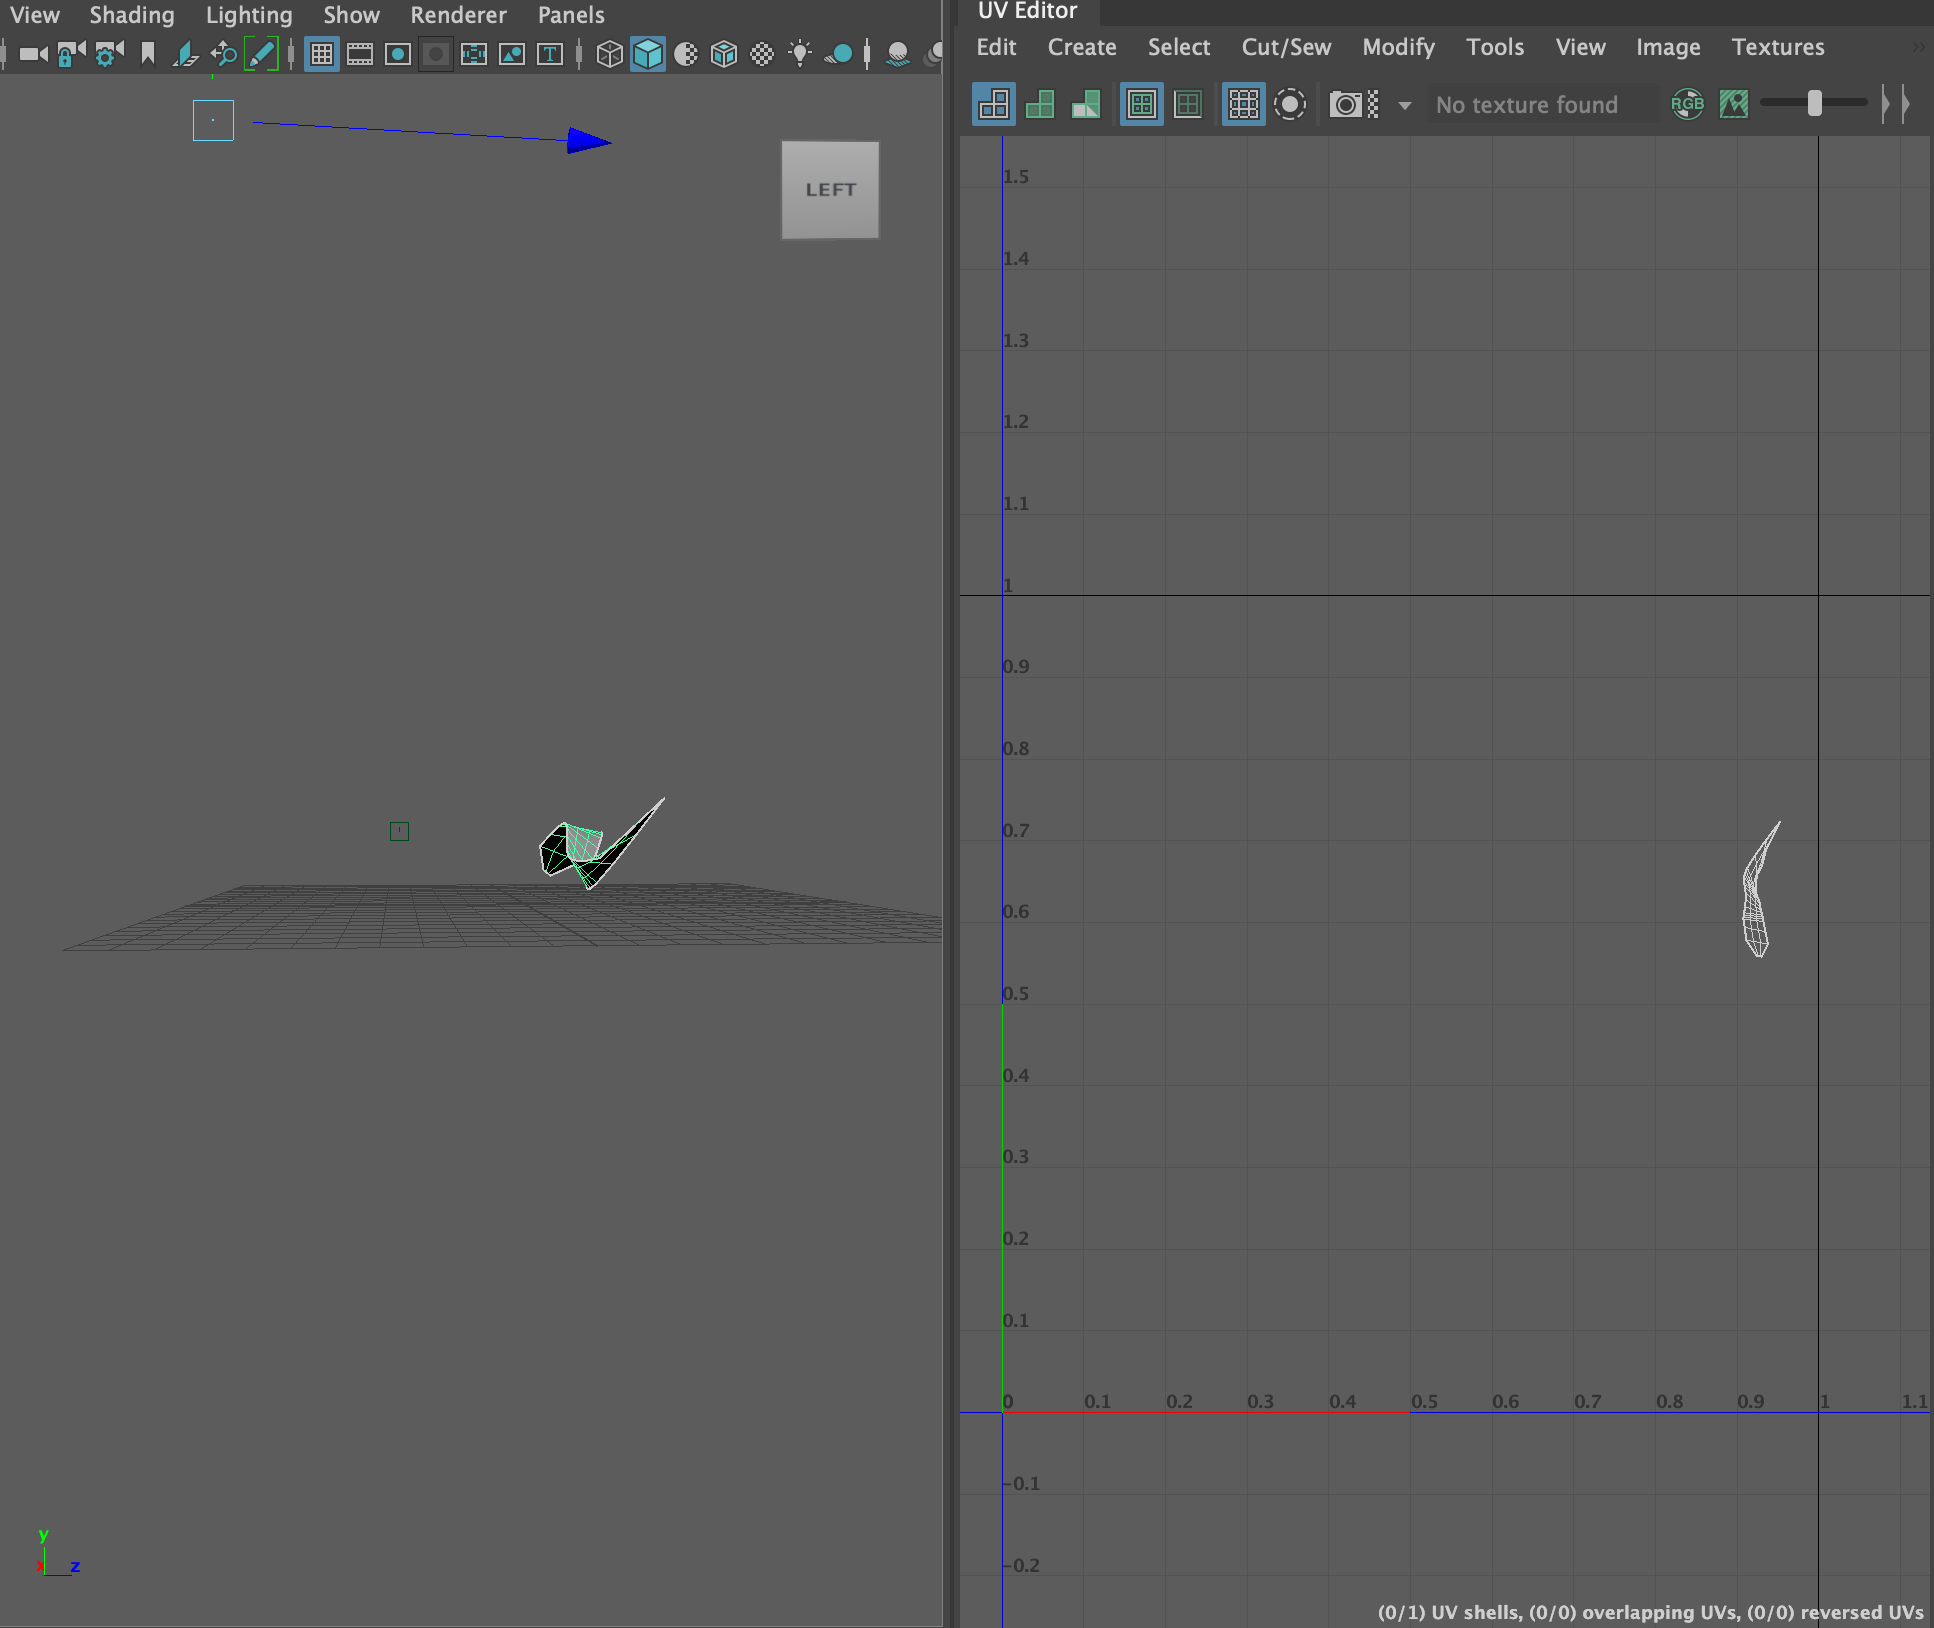 View Shading Lighting Show Renderer Panels
T
LEFT
y
x z
UV Editor
Edit Create Select Cut/Sew Modify Tools View Image Textures
No texture found RGB
1.5
1.4
1.3
1.2
1.1
1
0.9
0.8
0.7
0.6
0.5
0.4
0.3
0.2
0.1
0 0.1 0.2 0.3 0.4 0.5 0.6 0.7 0.8 0.9 1 1.1
-0.1
-0.2
(0/1) UV shells, (0/0) overlapping UVs, (0/0) reversed UVs